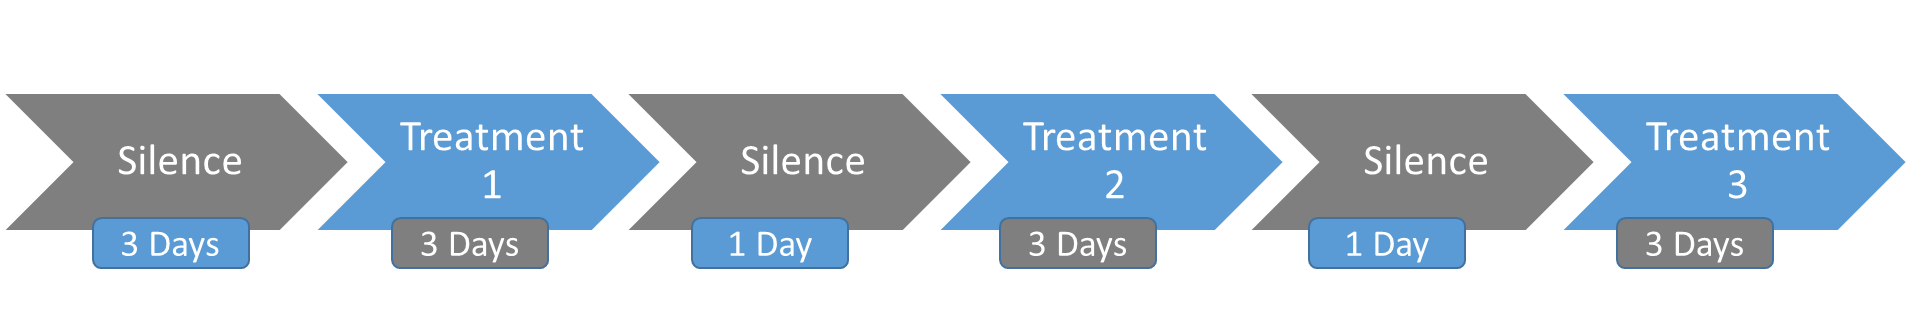 Silence
Treatment
1
Silence
Treatment
2
Silence
Treatment
3
3 Days
3 Days
1 Day
3 Days
1 Day
3 Days